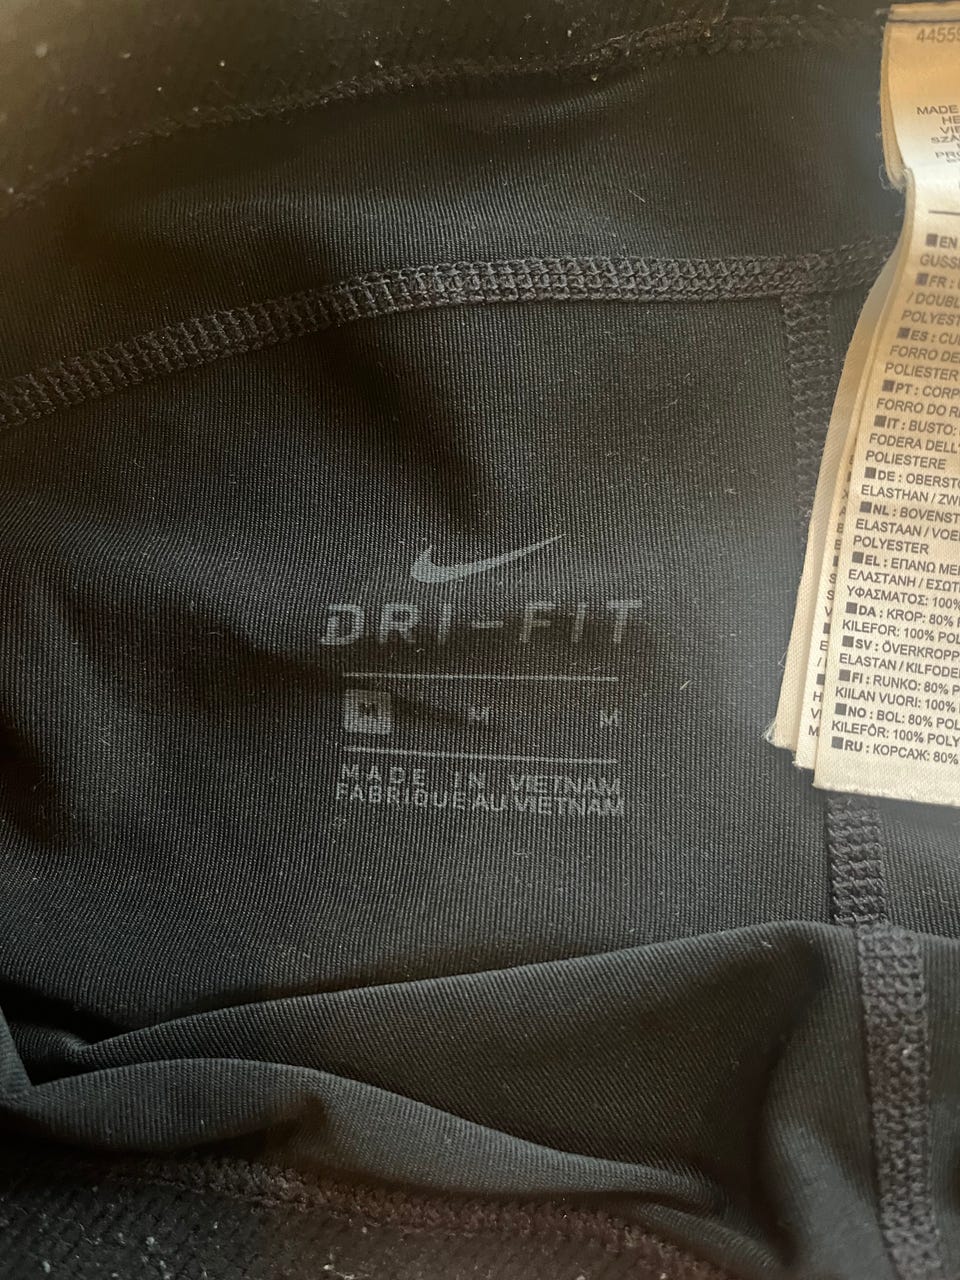 DRI-FIT
M M M
MADE IN VIETNAM
FABRIQUE AU VIETNAM
MADE
EN
FR :
/ DOUBL
POLYEST
ES : CU
FORRO DE
POLIESTER
PT : CORP
FORRO DO R
IT : BUSTO:
FODERA DELL'
POLIESTERE
DE : OBERSTO
ELASTHAN / ZW
NL : BOVENST
ELASTAAN / VOE
POLYESTER
EL : ΕΠΑΝΩ ΜΕ
ΕΛΑΣΤΑΝΗ / ΕΣΩΤ
ΥΦΑΣΜΑΤΟΣ: 100%
DA : KROP: 80% P
KILEFOR: 100% POL
SV : ÖVERKROPP
ELASTAN / KILFODE
FI : RUNKO: 80% P
KIILAN VUORI: 100%
NO : BOL: 80% POL
KILEFÔR: 100% POLY
RU : КОРСАЖ: 80%